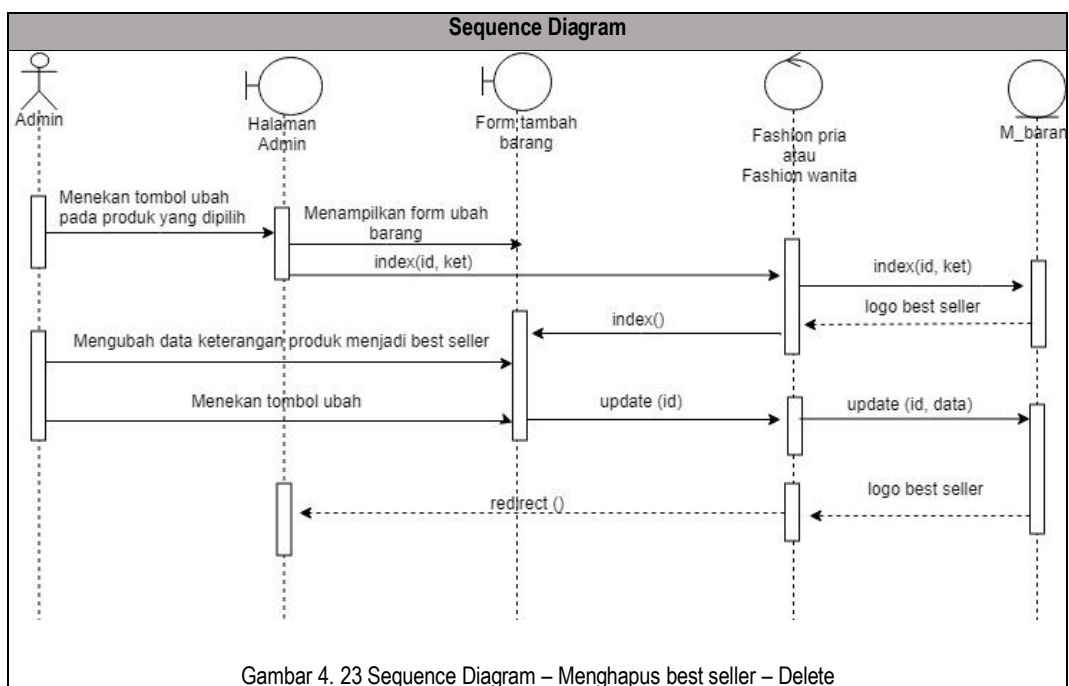 Sequence Diagram
Admin
Halaman
Admin
Form tambah
barang
Fashion pria
atau
Fashion wanita
M_baran
Menekan tombol ubah
pada produk yang dipilih
Menampilkan form ubah
barang
index(id, ket)
index(id, ket)
logo best seller
index()
Mengubah data keterangan produk menjadi best seller
Menekan tombol ubah
update (id)
update (id, data)
logo best seller
redirect ()
Gambar 4. 23 Sequence Diagram – Menghapus best seller – Delete